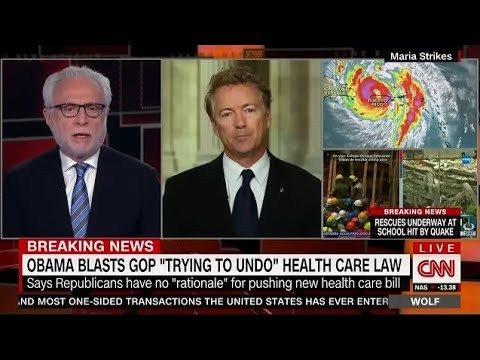 Maria Strikes
PUERTO
RICO
BREAKING NEWS
RESCUES UNDERWAY AT
SCHOOL HIT BY QUAKE
BREAKING NEWS
OBAMA BLASTS GOP "TRYING TO UNDO" HEALTH CARE LAW
Says Republicans have no "rationale" for pushing new health care bill
LIVE
CNN
NAS -13.38
AND MOST ONE-SIDED TRANSACTIONS THE UNITED STATES HAS EVER ENTER
WOLF